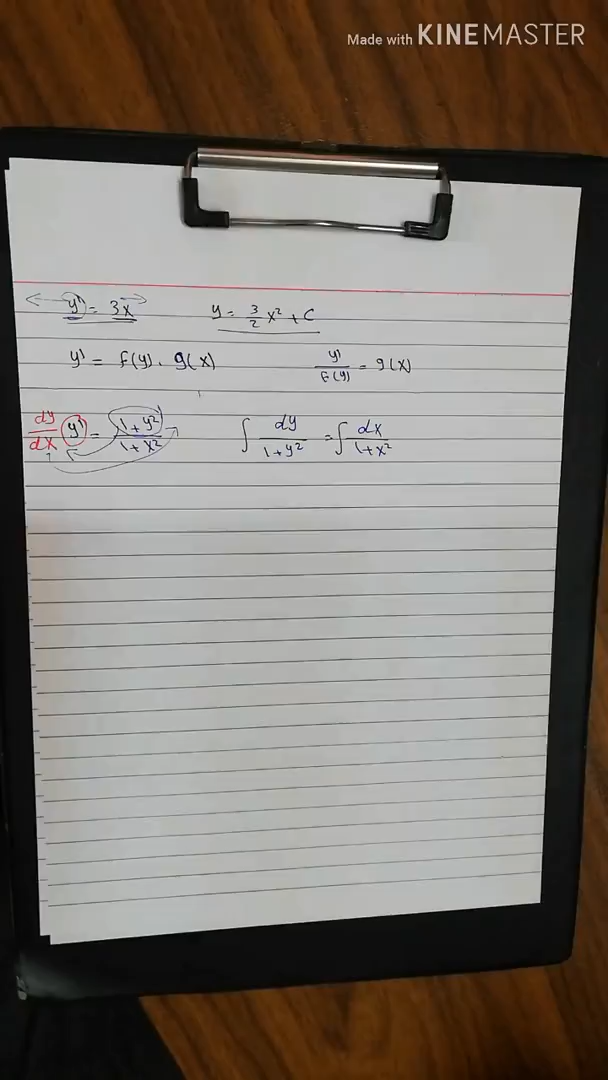 Made with KINEMASTER
y' = 3x    y = 3/2 x² + C
y' = f(y) . g(x)    y'/f(y) = g(x)
dy/dx y' = (1 + y²)/(1 + x²)    ∫ dy/(1 + y²) = ∫ dx/(1 + x²)